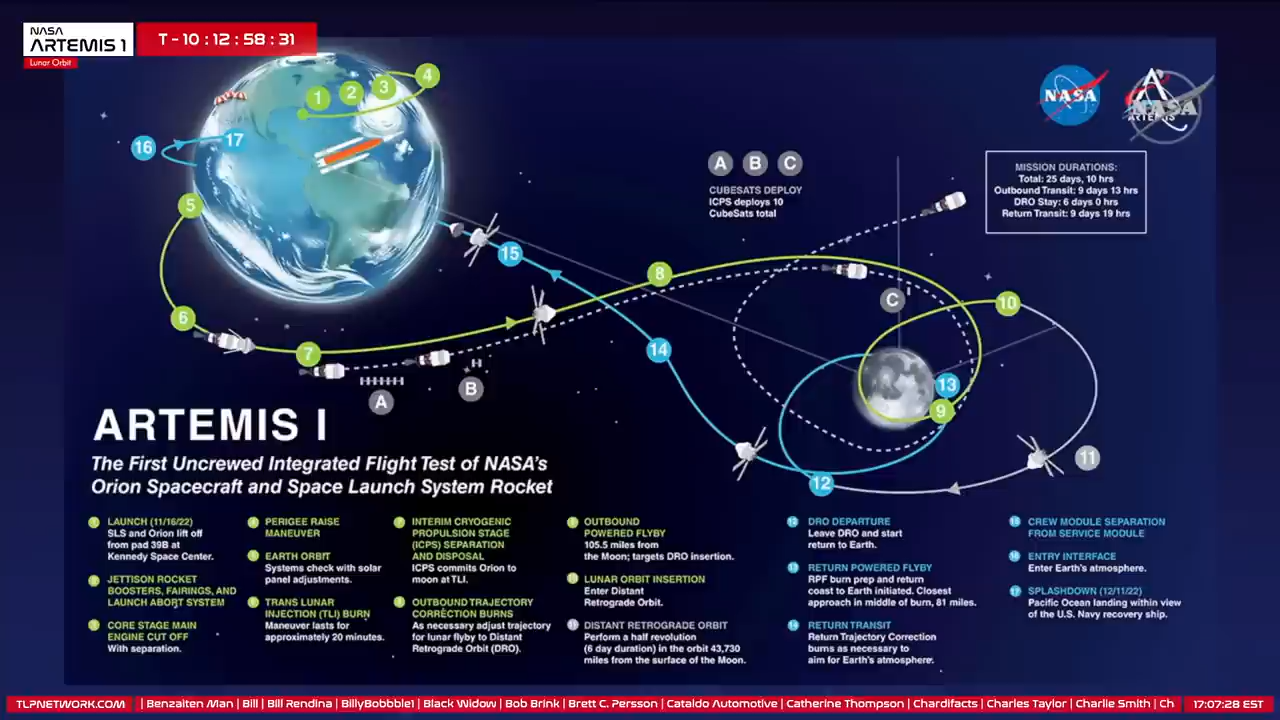 NASA
ARTEMIS 1
T - 10 : 12 : 58 : 31
Lunar Orbit
1
2
3
4
16
17
5
6
7
8
15
14
10
13
9
11
12
A
B
C
NASA
NASA
ARTEMIS
A B C
CUBESATS DEPLOY
ICPS deploys 10
CubeSats total
MISSION DURATIONS:
Total: 25 days, 10 hrs
Outbound Transit: 9 days 13 hrs
DRO Stay: 6 days 0 hrs
Return Transit: 9 days 19 hrs
ARTEMIS I
The First Uncrewed Integrated Flight Test of NASA's
Orion Spacecraft and Space Launch System Rocket
LAUNCH (11/16/22)
SLS and Orion lift off
from pad 39B at
Kennedy Space Center.
JETTISON ROCKET
BOOSTERS, FAIRINGS, AND
LAUNCH ABORT SYSTEM
CORE STAGE MAIN
ENGINE CUT OFF
With separation.
PERIGEE RAISE
MANEUVER
EARTH ORBIT
Systems check with solar
panel adjustments.
TRANS LUNAR
INJECTION (TLI) BURN
Maneuver lasts for
approximately 20 minutes.
INTERIM CRYOGENIC
PROPULSION STAGE
(ICPS) SEPARATION
AND DISPOSAL
ICPS commits Orion to
moon at TLI.
OUTBOUND TRAJECTORY
CORRECTION BURNS
As necessary adjust trajectory
for lunar flyby to Distant
Retrograde Orbit (DRO).
OUTBOUND
POWERED FLYBY
105.5 miles from
the Moon; targets DRO insertion.
LUNAR ORBIT INSERTION
Enter Distant
Retrograde Orbit.
DISTANT RETROGRADE ORBIT
Perform a half revolution
(6 day duration) in the orbit 43,730
miles from the surface of the Moon.
DRO DEPARTURE
Leave DRO and start
return to Earth.
RETURN POWERED FLYBY
RPF burn prep and return
coast to Earth initiated. Closest
approach in middle of burn, 81 miles.
RETURN TRANSIT
Return Trajectory Correction
burns as necessary to
aim for Earth's atmosphere.
CREW MODULE SEPARATION
FROM SERVICE MODULE
ENTRY INTERFACE
Enter Earth's atmosphere.
SPLASHDOWN (12/11/22)
Pacific Ocean landing within view
of the U.S. Navy recovery ship.
TLPNETWORK.COM
| Benzaiten Man | Bill | Bill Rendina | BillyBobbble1 | Black Widow | Bob Brink | Brett C. Persson | Cataldo Automotive | Catherine Thompson | Chardifacts | Charles Taylor | Charlie Smith | Ch
17:07:28 EST